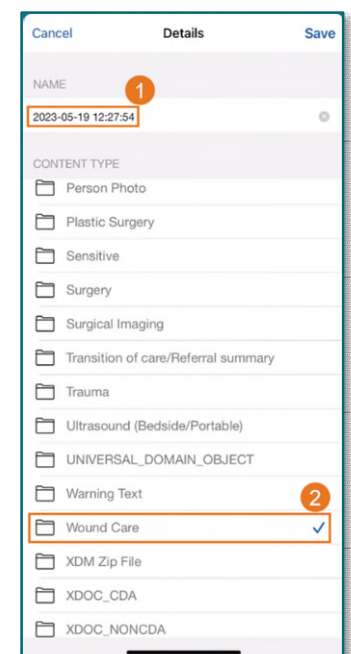 Cancel Details Save
NAME
1
2023-05-19 12:27:54
CONTENT TYPE
Person Photo
Plastic Surgery
Sensitive
Surgery
Surgical Imaging
Transition of care/Referral summary
Trauma
Ultrasound (Bedside/Portable)
UNIVERSAL_DOMAIN_OBJECT
Warning Text
2
Wound Care
XDM Zip File
XDOC_CDA
XDOC_NONCDA